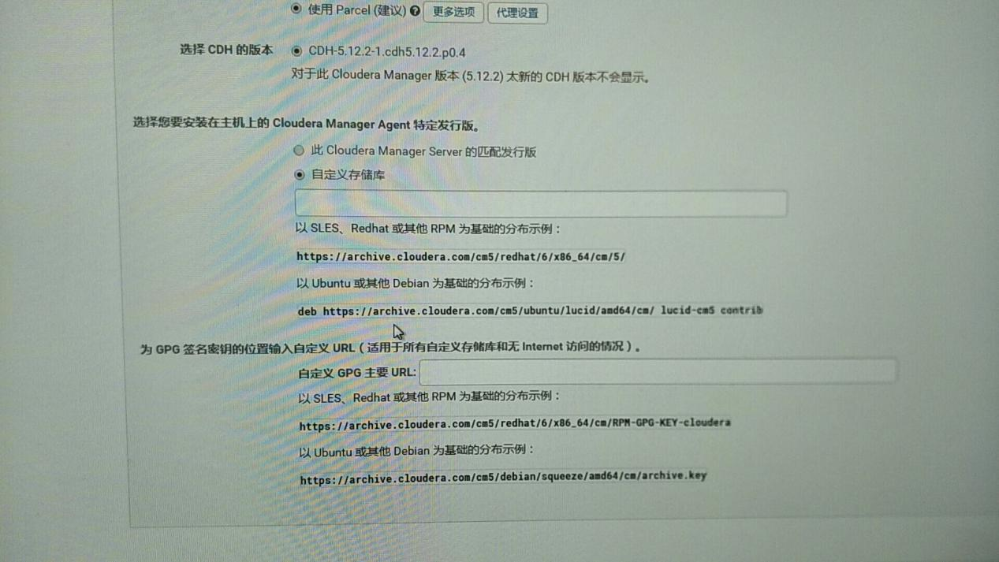 使用 Parcel (建议) 更多选项 代理设置
选择 CDH 的版本 CDH-5.12.2-1.cdh5.12.2.p0.4
对于此 Cloudera Manager 版本 (5.12.2) 太新的 CDH 版本不会显示。
选择您要安装在主机上的 Cloudera Manager Agent 特定发行版。
此 Cloudera Manager Server 的匹配发行版
自定义存储库
以 SLES、Redhat 或其他 RPM 为基础的分布示例：
https://archive.cloudera.com/cm5/redhat/6/x86_64/cm/5/
以 Ubuntu 或其他 Debian 为基础的分布示例：
deb https://archive.cloudera.com/cm5/ubuntu/lucid/amd64/cm/ lucid-cm5 contrib
为 GPG 签名密钥的位置输入自定义 URL（适用于所有自定义存储库和无 Internet 访问的情况）。
自定义 GPG 主要 URL:
以 SLES、Redhat 或其他 RPM 为基础的分布示例：
https://archive.cloudera.com/cm5/redhat/6/x86_64/cm/RPM-GPG-KEY-cloudera
以 Ubuntu 或其他 Debian 为基础的分布示例：
https://archive.cloudera.com/cm5/debian/squeeze/amd64/cm/archive.key